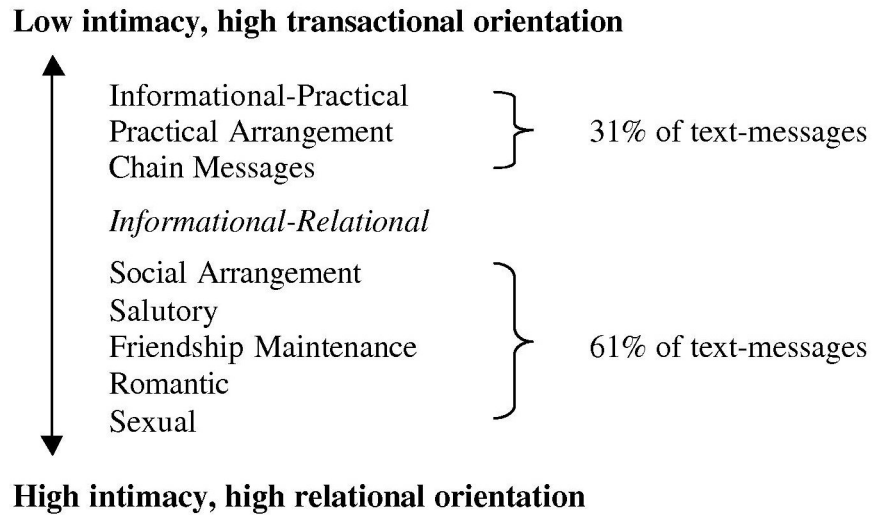 Low intimacy, high transactional orientation
Informational-Practical
Practical Arrangement 31% of text-messages
Chain Messages
Informational-Relational
Social Arrangement
Salutory
Friendship Maintenance 61% of text-messages
Romantic
Sexual
High intimacy, high relational orientation